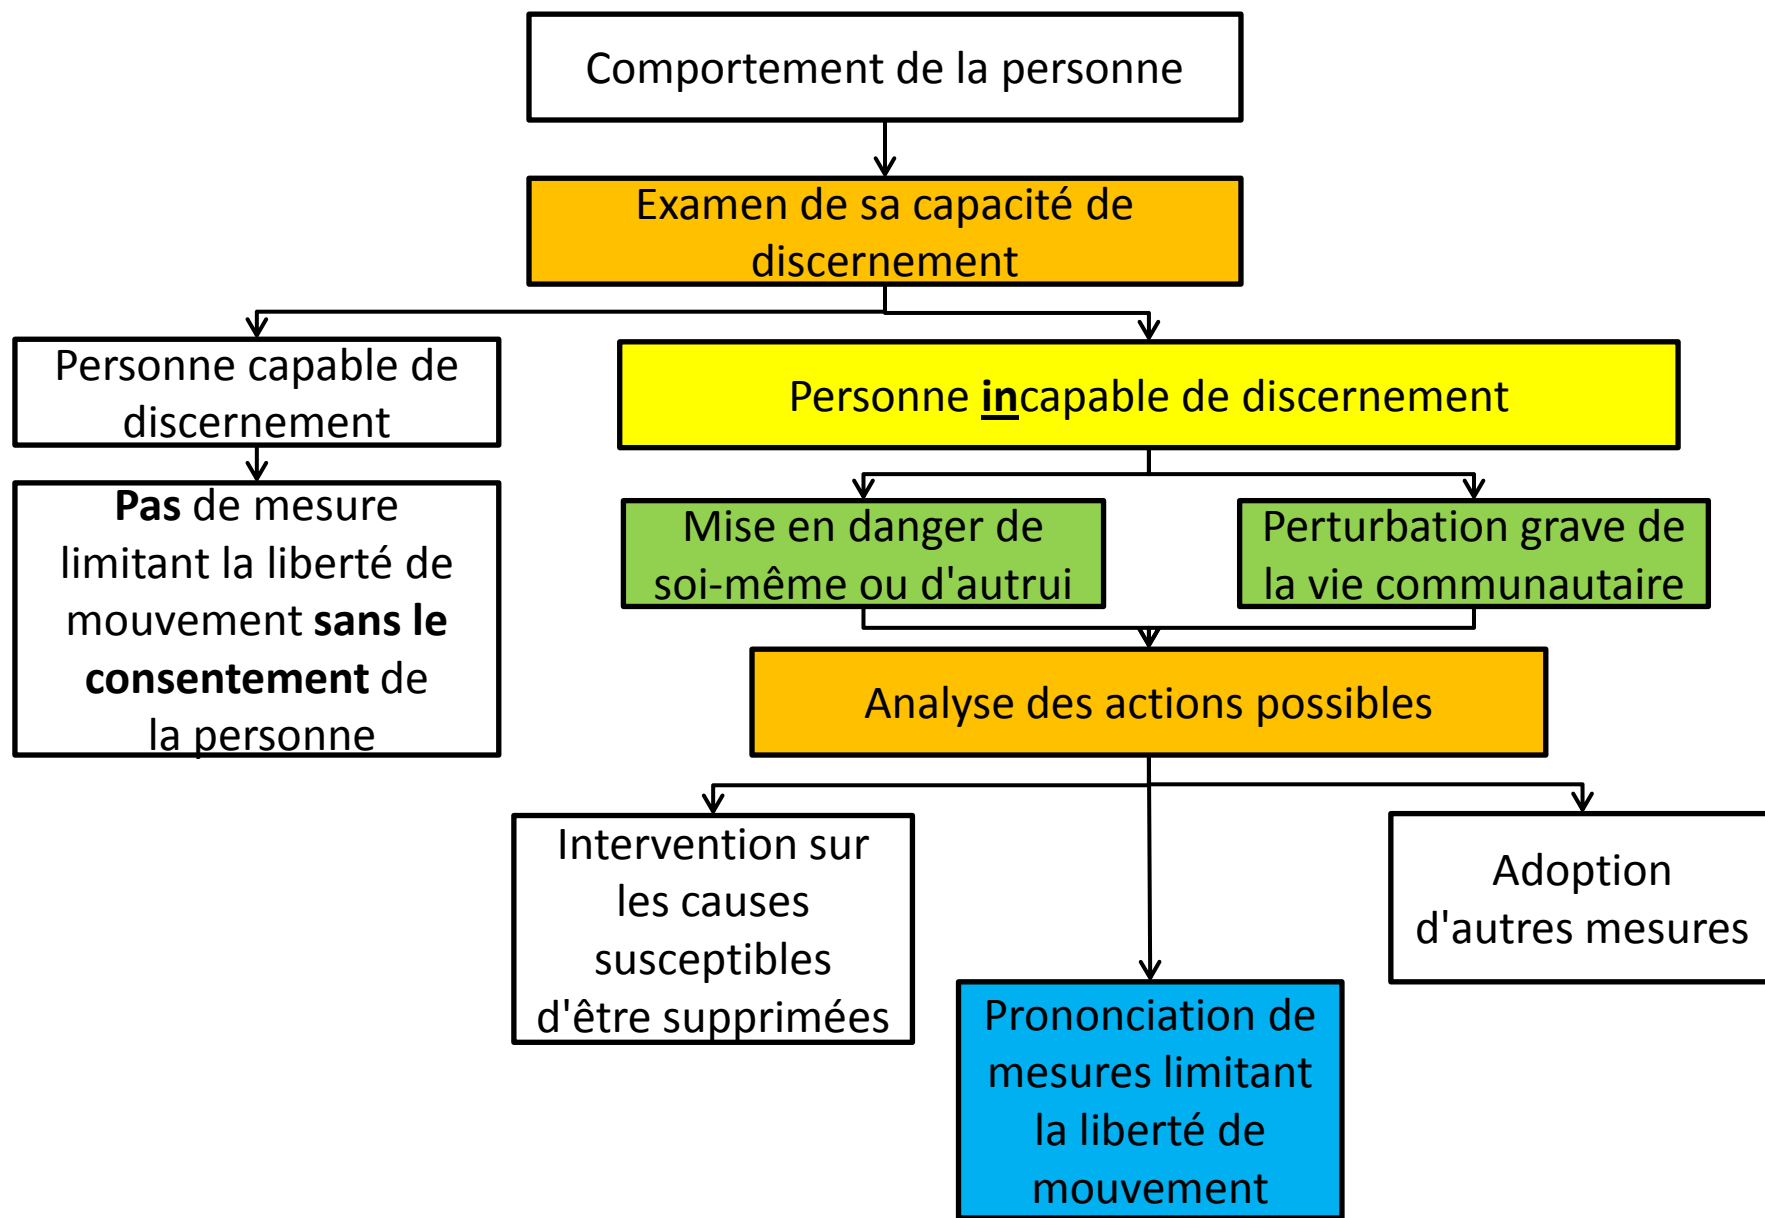 Comportement de la personne
Examen de sa capacité de
discernement
Personne capable de
discernement
Personne incapable de discernement
Pas de mesure
limitant la liberté de
mouvement sans le
consentement de
la personne
Mise en danger de
soi-même ou d'autrui
Perturbation grave de
la vie communautaire
Analyse des actions possibles
Intervention sur
les causes
susceptibles
d'être supprimées
Prononciation de
mesures limitant
la liberté de
mouvement
Adoption
d'autres mesures